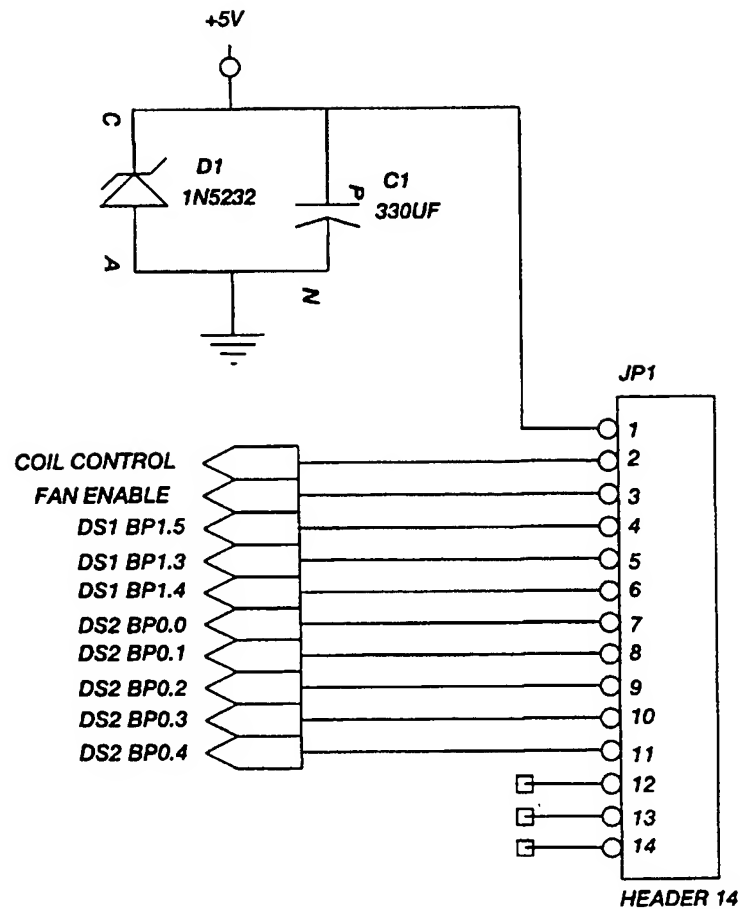 +5V
C
D1
1N5232
P
C1
330UF
A
N
JP1
1
COIL CONTROL 2
FAN ENABLE 3
DS1 BP1.5 4
DS1 BP1.3 5
DS1 BP1.4 6
DS2 BP0.0 7
DS2 BP0.1 8
DS2 BP0.2 9
DS2 BP0.3 10
DS2 BP0.4 11
12
13
14
HEADER 14